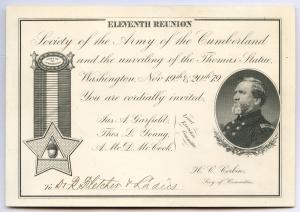 ELEVENTH REUNION
Society of the Army of the Cumberland
and the unveiling of the Thomas Statue,
Washington, Nov 19th & 20th 79
You are cordially invited.
Jas A. Garfield,
Thos L. Young,
A. McD. McCook.
H. C. Corbin,
Secy of Committee.
To Dr. R. Fletcher & Ladies